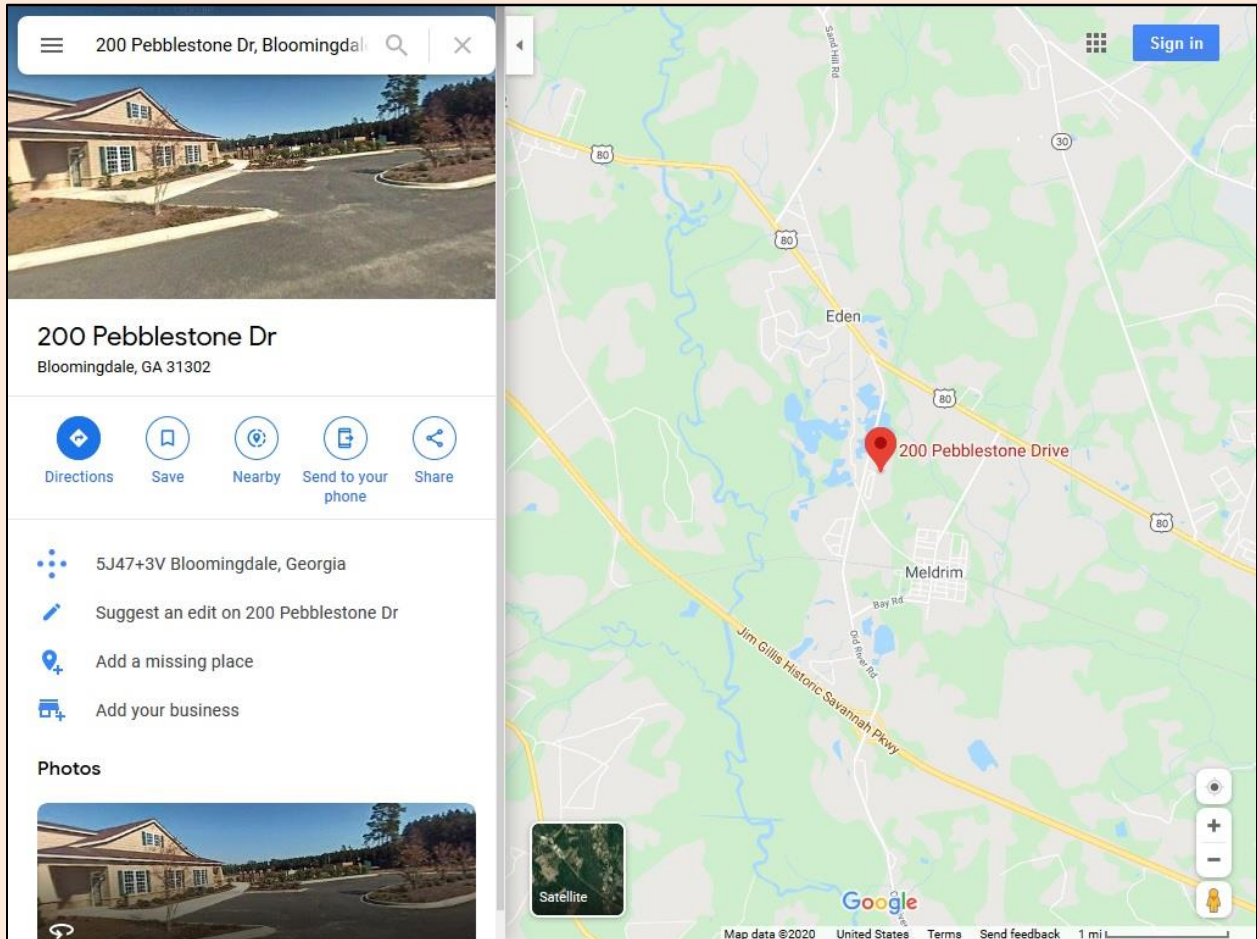 200 Pebblestone Dr, Bloomingdal
Sign in
200 Pebblestone Dr
Bloomingdale, GA 31302
Directions
Save
Nearby
Send to your
phone
Share
5J47+3V Bloomingdale, Georgia
Suggest an edit on 200 Pebblestone Dr
Add a missing place
Add your business
Photos
Sand Hill Rd
80
30
80
Eden
80
200 Pebblestone Drive
80
Meldrim
Bay Rd
Old River Rd
Jim Gillis Historic Savannah Pkwy
Satellite
Google
Map data ©2020 United States Terms Send feedback 1 mi